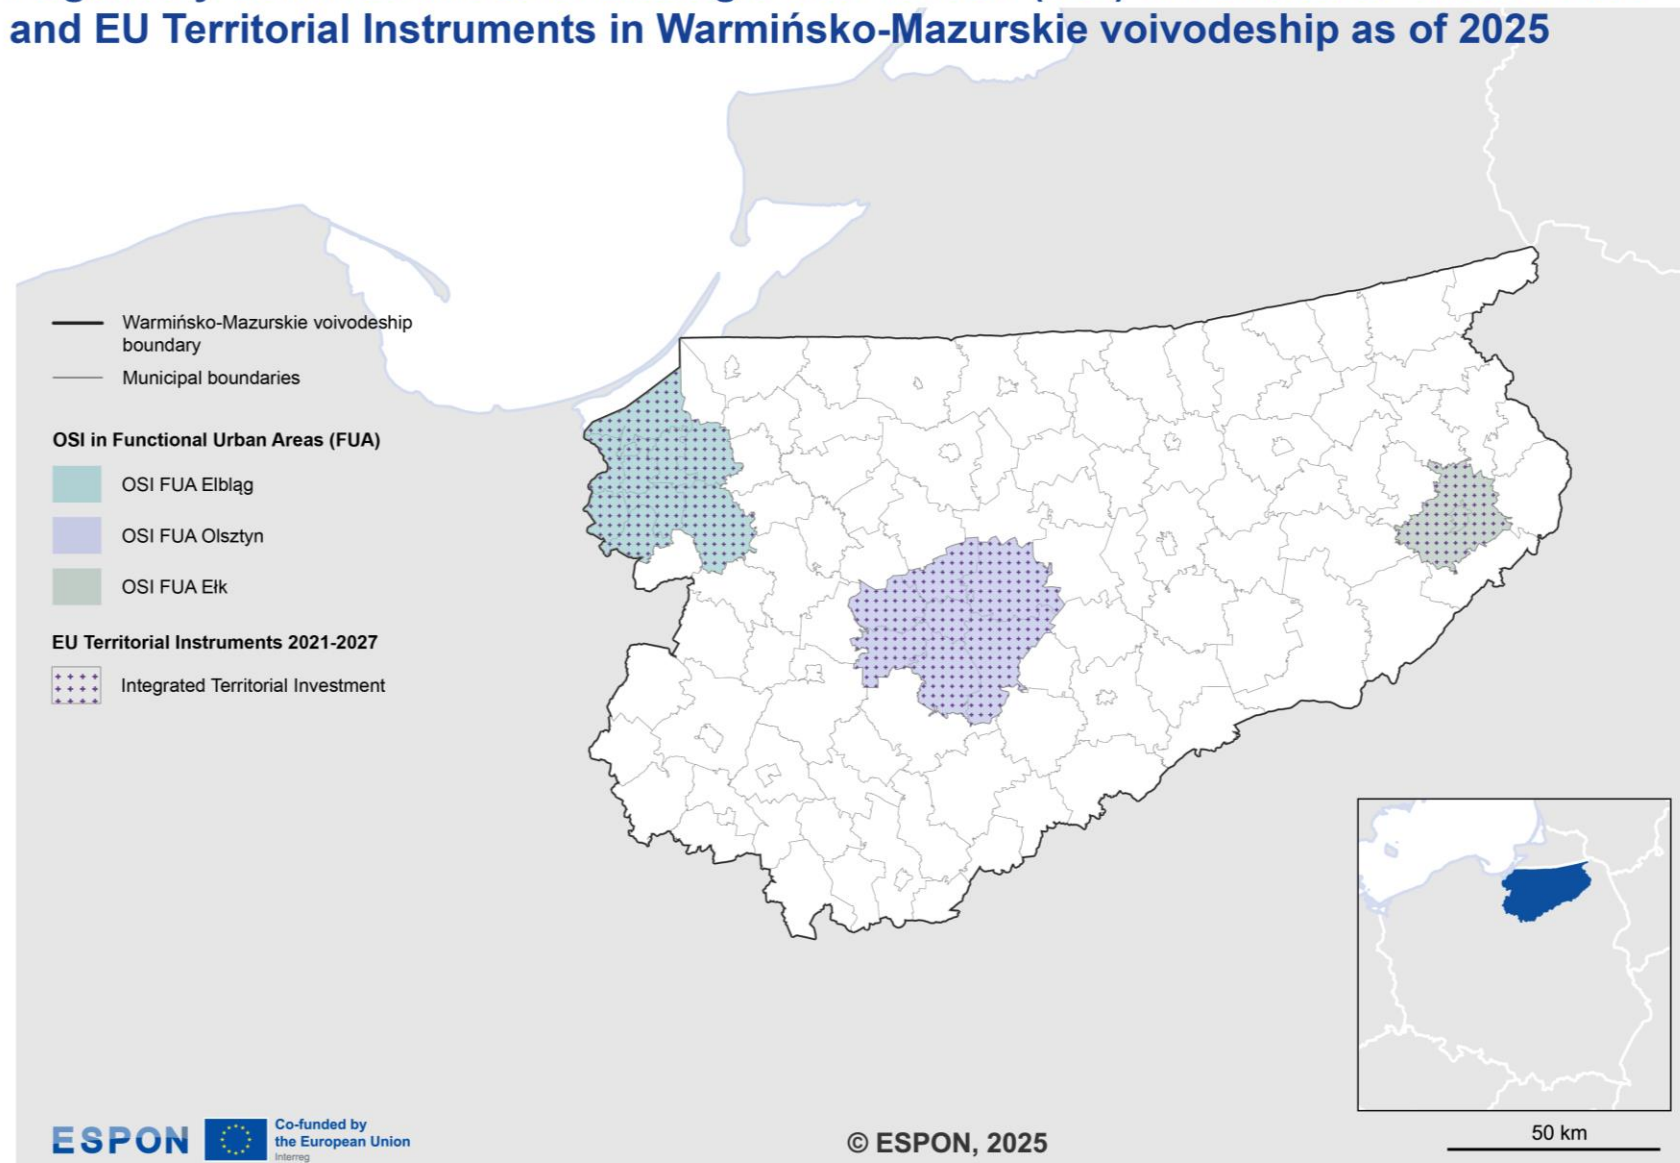 and EU Territorial Instruments in Warmińsko-Mazurskie voivodeship as of 2025
Warmińsko-Mazurskie voivodeship
boundary
Municipal boundaries
OSI in Functional Urban Areas (FUA)
OSI FUA Elbląg
OSI FUA Olsztyn
OSI FUA Ełk
EU Territorial Instruments 2021-2027
Integrated Territorial Investment
ESPON
Co-funded by
the European Union
Interreg
© ESPON, 2025
50 km